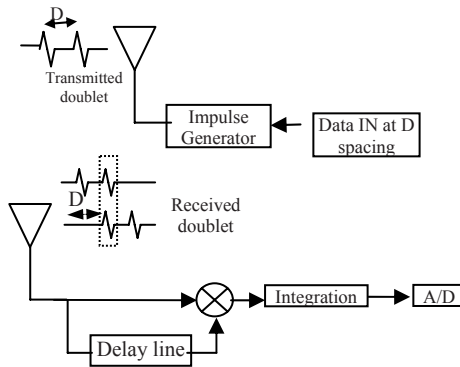 D
Transmitted
doublet
Impulse
Generator
Data IN at D
spacing
D
Received
doublet
Integration
A/D
Delay line